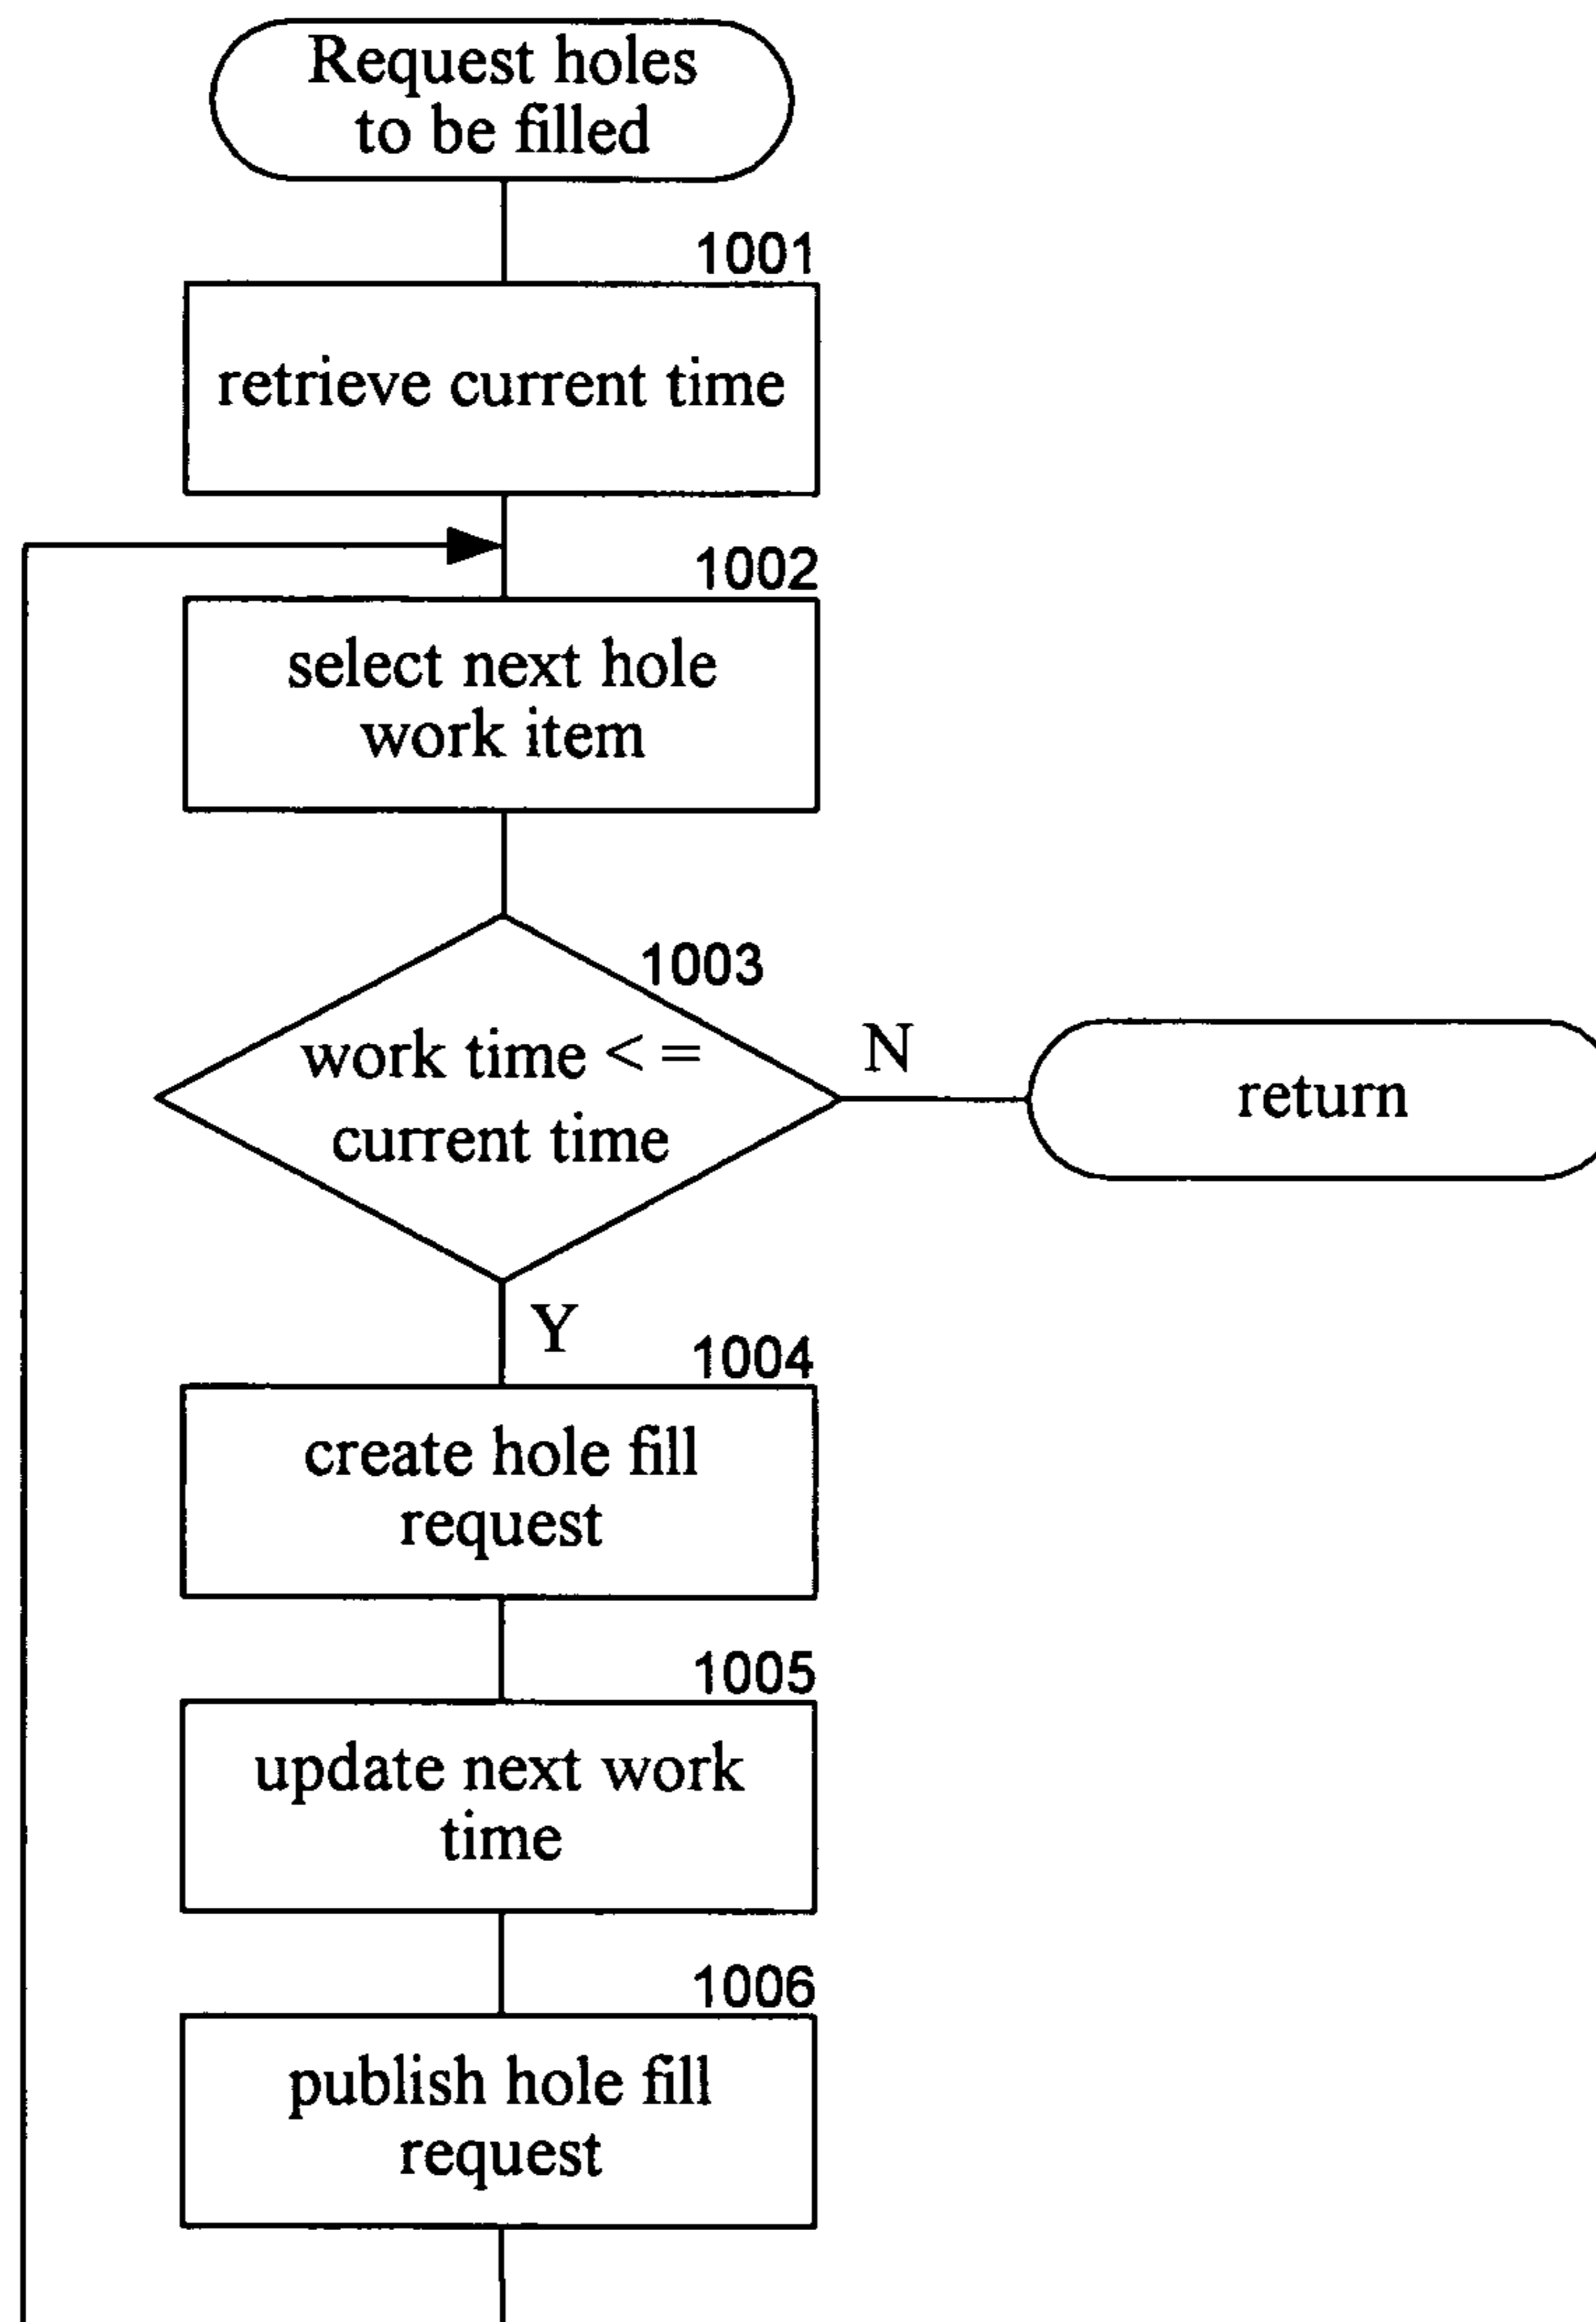 Request holes
to be filled
1001
retrieve current time
1002
select next hole
work item
1003
work time < =
current time
N
return
Y
1004
create hole fill
request
1005
update next work
time
1006
publish hole fill
request